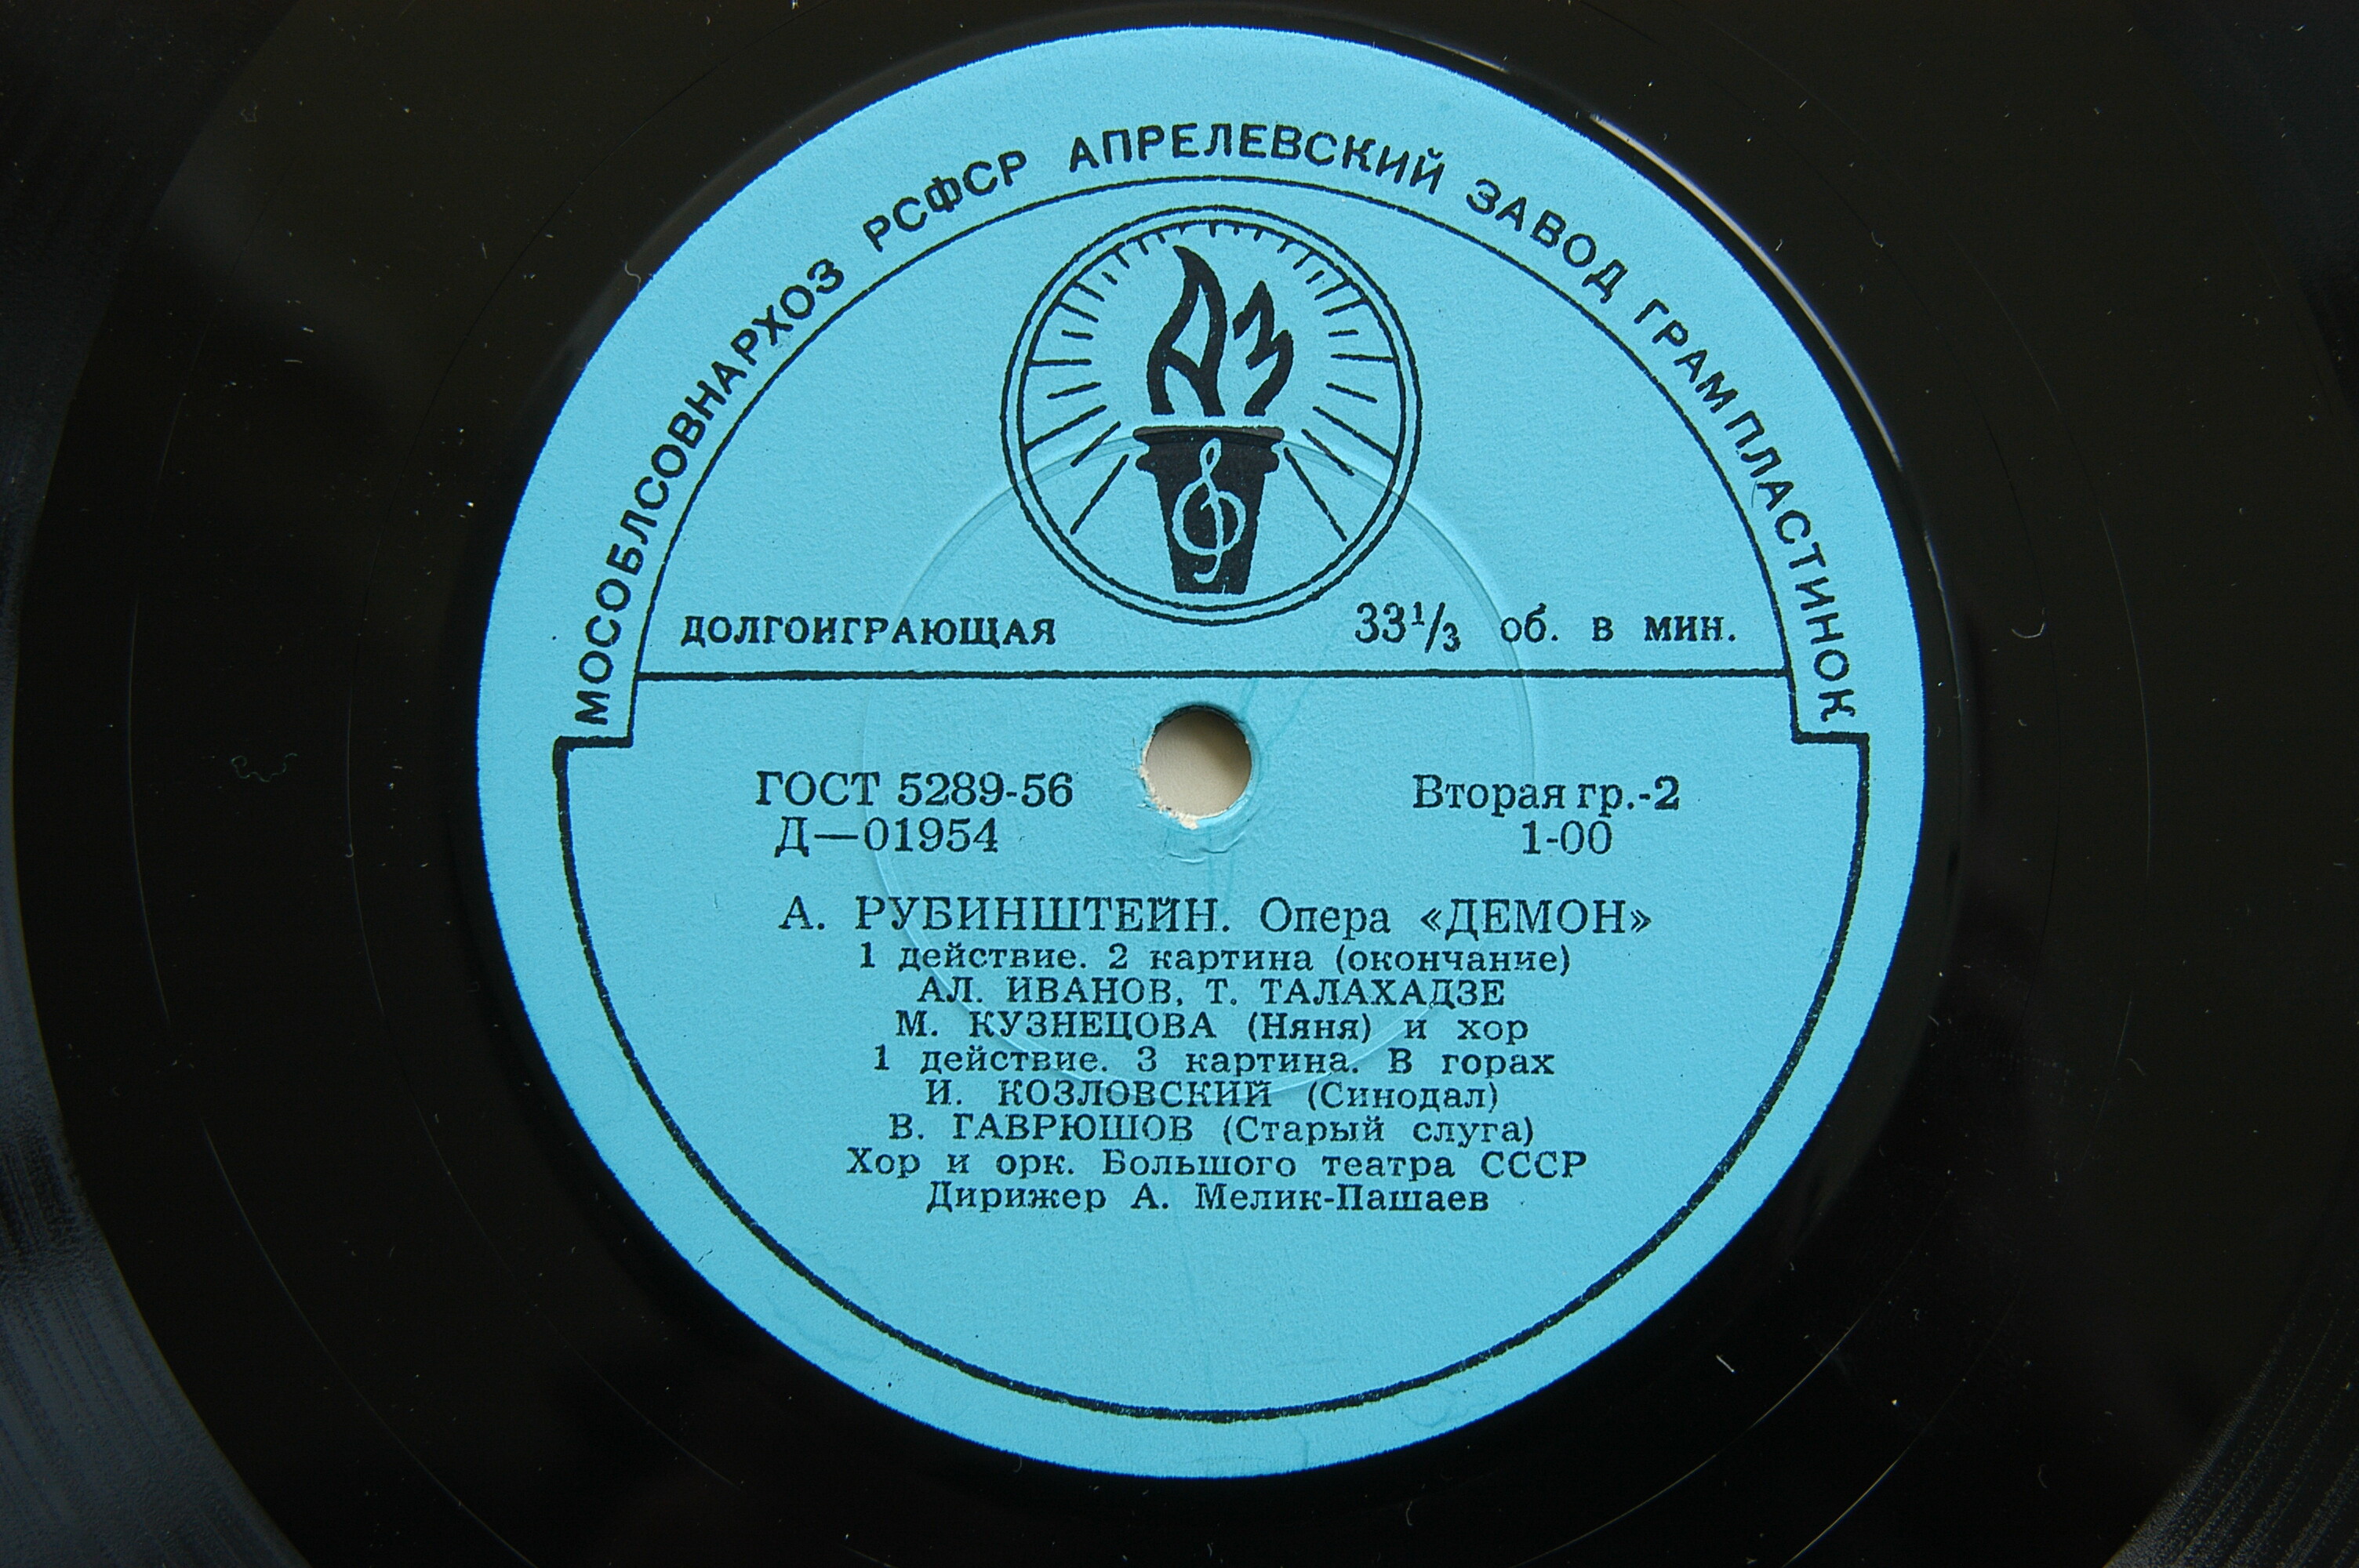 МОСОБЛСОВНАРХОЗ РСФСР АПРЕЛЕВСКИЙ ЗАВОД ГРАМПЛАСТИНОК
АЗ
ДОЛГОИГРАЮЩАЯ 33⅓ об. в мин.
ГОСТ 5289-56 Вторая гр.-2
Д—01954 1-00
А. РУБИНШТЕЙН. Опера «ДЕМОН»
1 действие. 2 картина (окончание)
АЛ. ИВАНОВ, Т. ТАЛАХАДЗЕ
М. КУЗНЕЦОВА (Няня) и хор
1 действие. 3 картина. В горах
И. КОЗЛОВСКИЙ (Синодал)
В. ГАВРЮШОВ (Старый слуга)
Хор и орк. Большого театра СССР
Дирижер А. Мелик-Пашаев